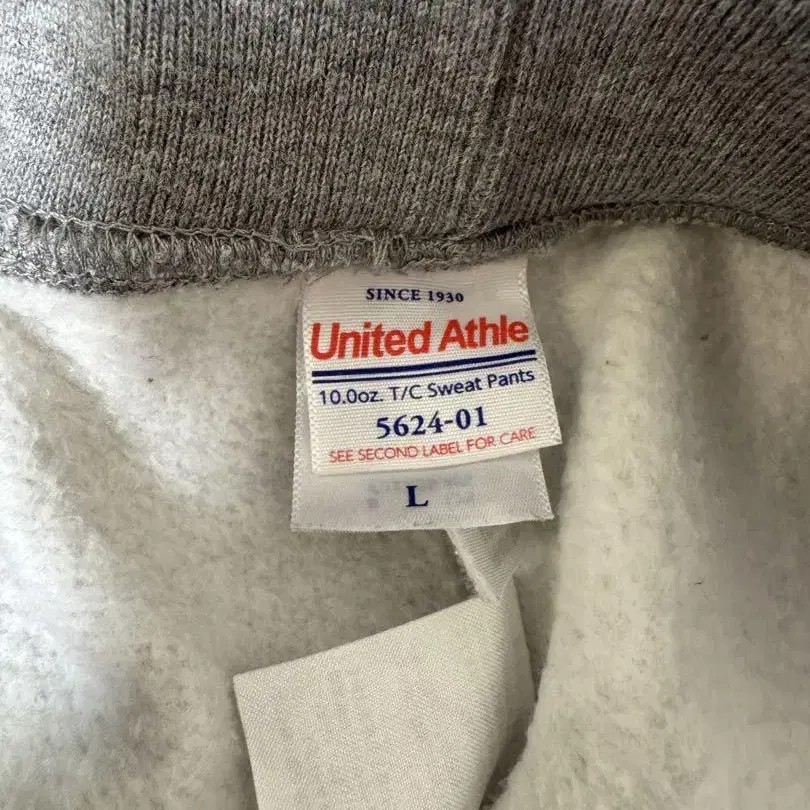 SINCE 1930
United Athle
10.0oz. T/C Sweat Pants
5624-01
SEE SECOND LABEL FOR CARE
L